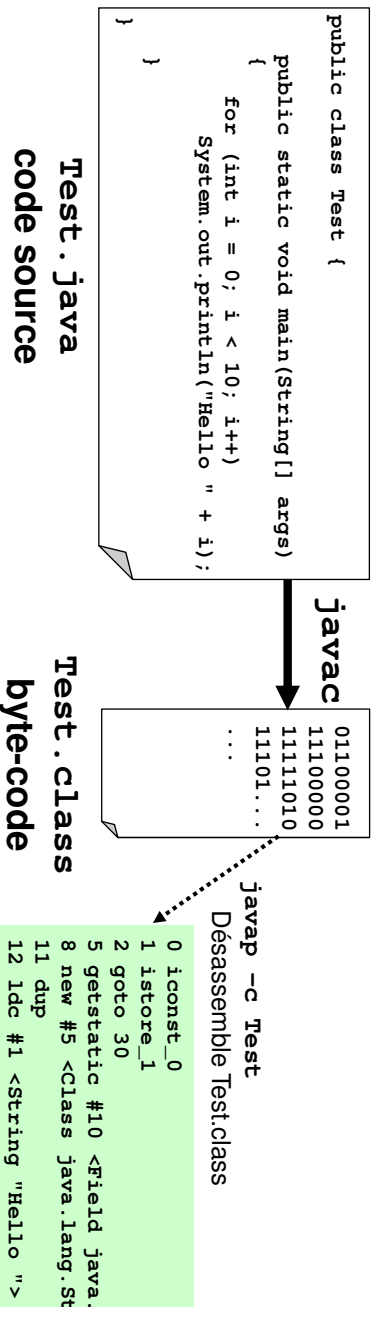 public class Test {
public static void main(String[] args)
{
for (int i = 0; i < 10; i++)
System.out.println("Hello " + i);
}
}
Test.java
code source
javac
01100001
11100000
11111010
11101...
...
Test.class
byte-code
javap -c Test
Désassemble Test.class
0 iconst_0
1 istore_1
2 goto 30
5 getstatic #10 <Field java.
8 new #5 <Class java.lang.St
11 dup
12 ldc #1 <String "Hello ">